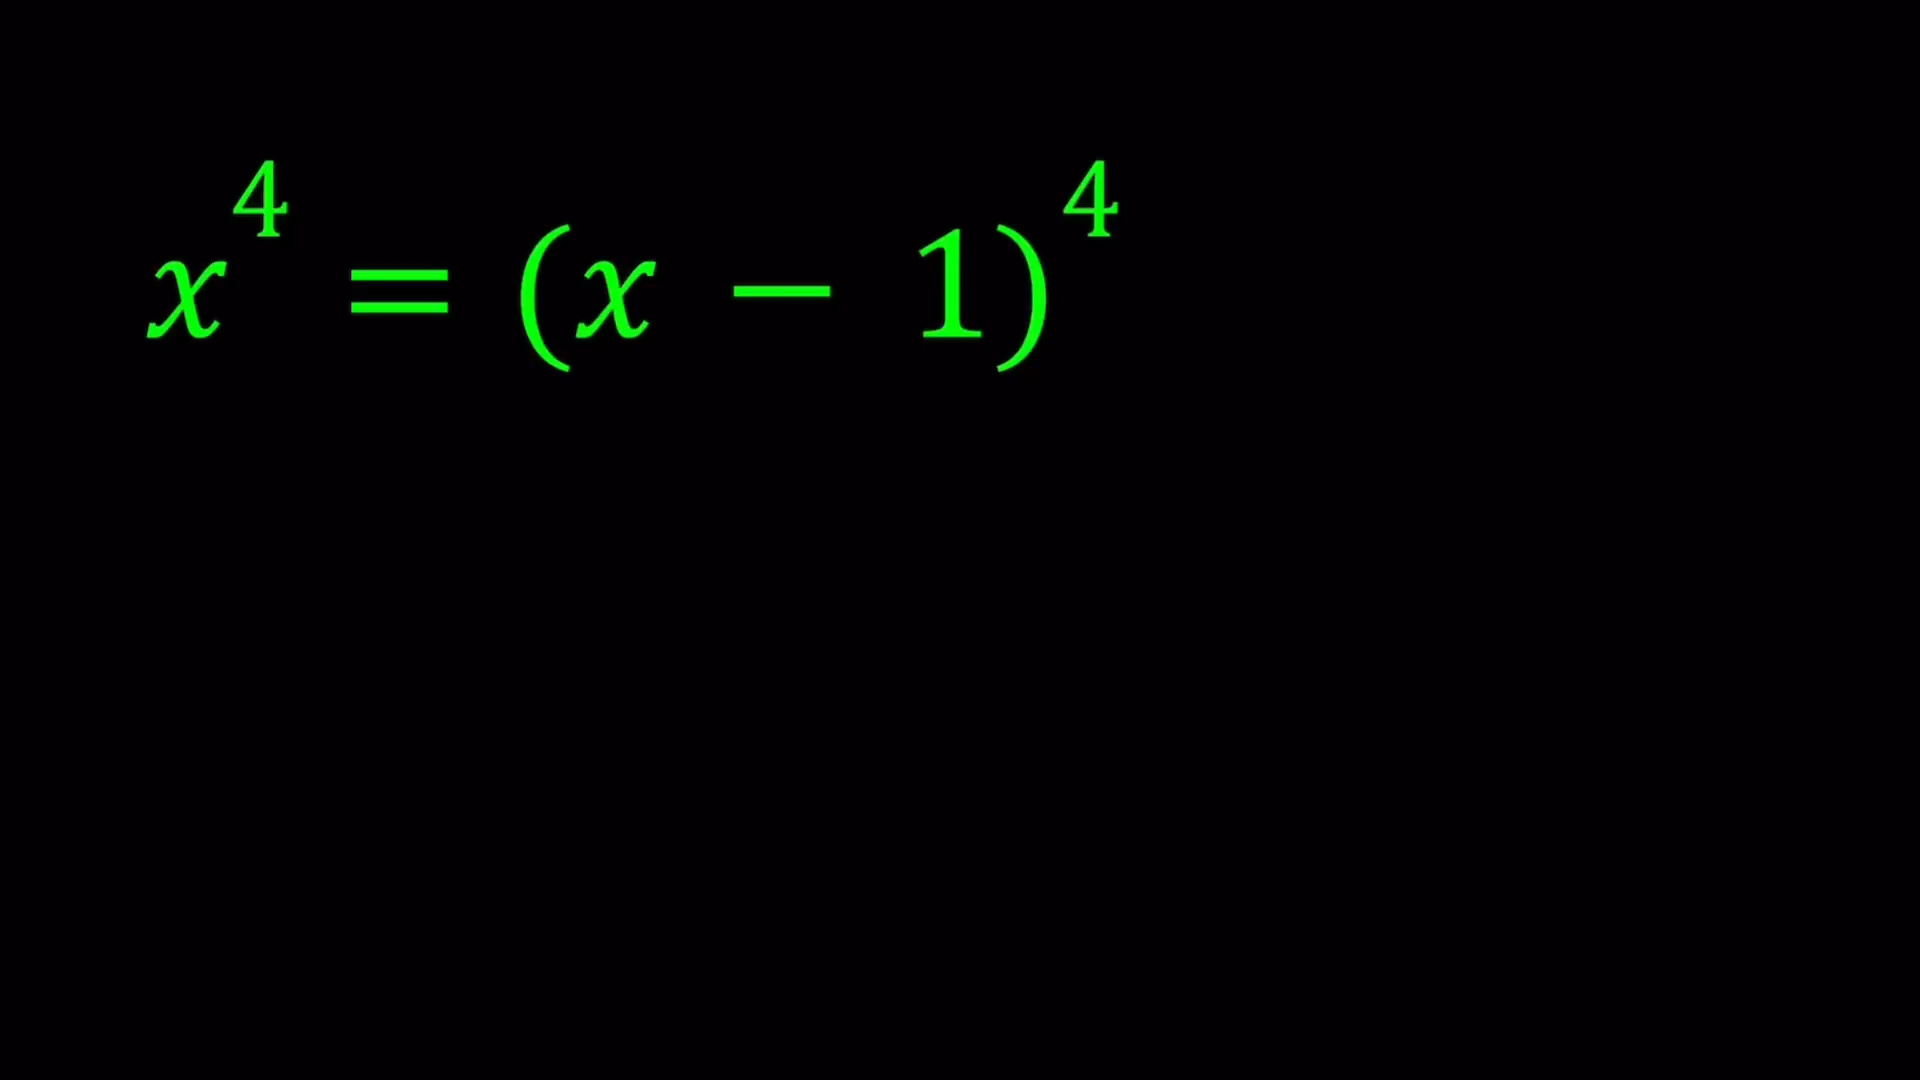 x⁴ = (x − 1)⁴